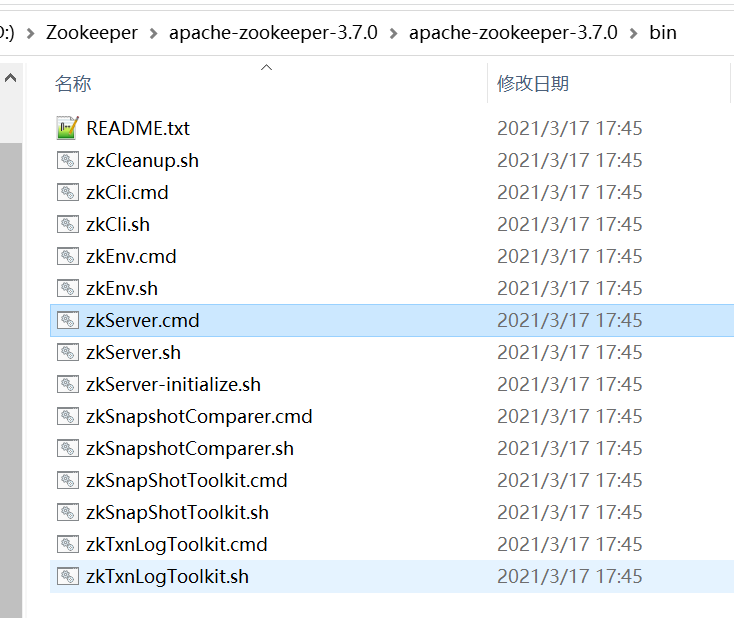 :) > Zookeeper > apache-zookeeper-3.7.0 > apache-zookeeper-3.7.0 > bin
名称 修改日期
README.txt 2021/3/17 17:45
zkCleanup.sh 2021/3/17 17:45
zkCli.cmd 2021/3/17 17:45
zkCli.sh 2021/3/17 17:45
zkEnv.cmd 2021/3/17 17:45
zkEnv.sh 2021/3/17 17:45
zkServer.cmd 2021/3/17 17:45
zkServer.sh 2021/3/17 17:45
zkServer-initialize.sh 2021/3/17 17:45
zkSnapshotComparer.cmd 2021/3/17 17:45
zkSnapshotComparer.sh 2021/3/17 17:45
zkSnapShotToolkit.cmd 2021/3/17 17:45
zkSnapShotToolkit.sh 2021/3/17 17:45
zkTxnLogToolkit.cmd 2021/3/17 17:45
zkTxnLogToolkit.sh 2021/3/17 17:45